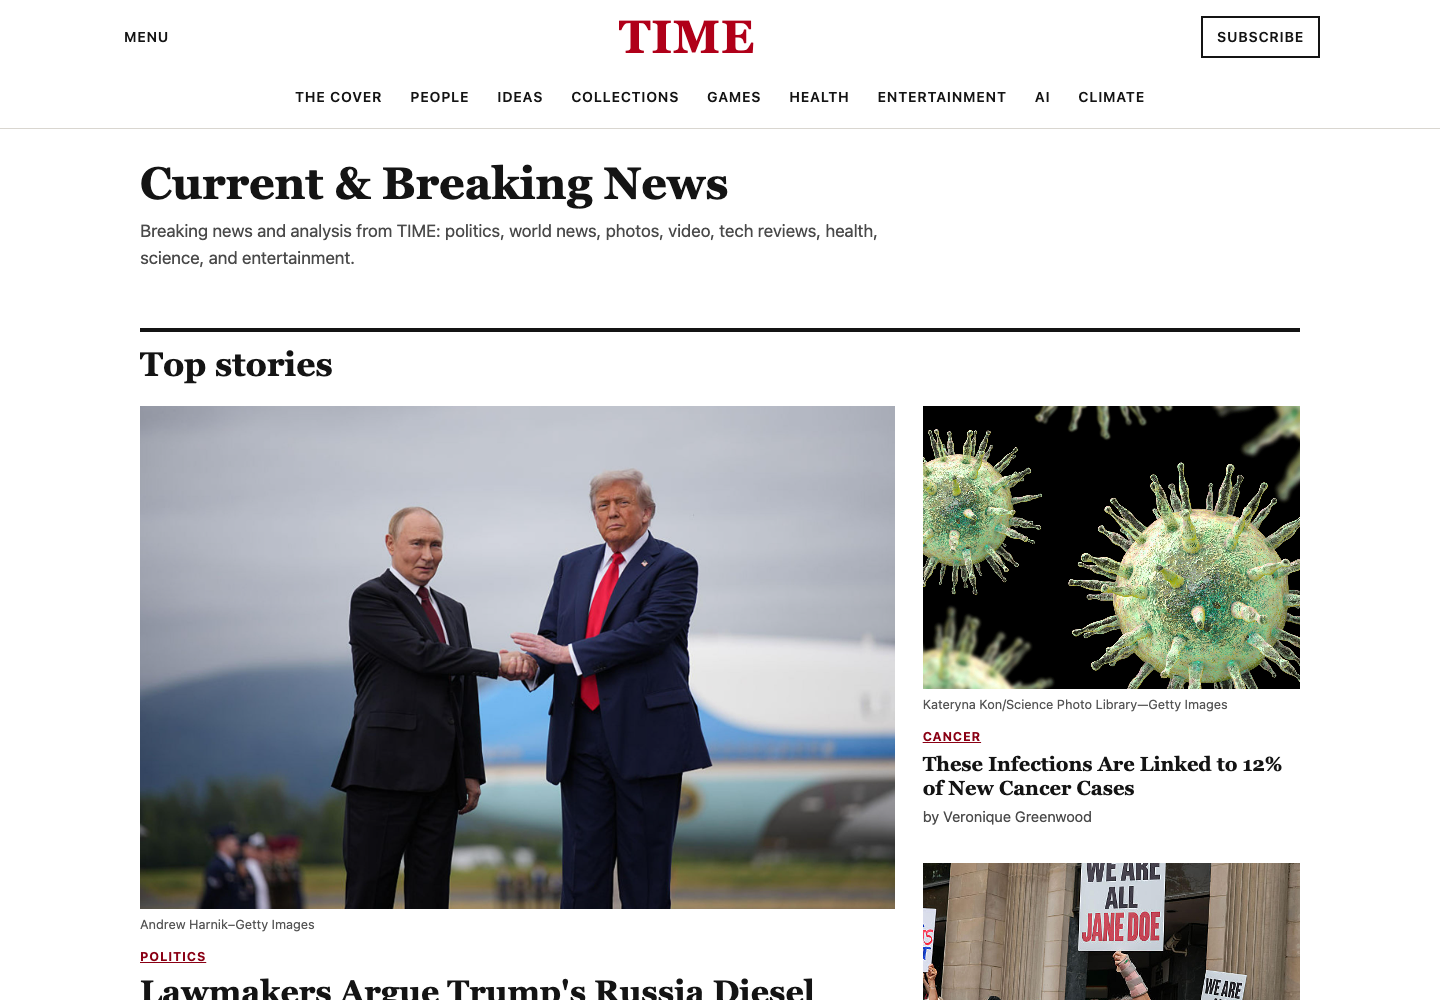 MENU
TIME
SUBSCRIBE
THE COVER PEOPLE IDEAS COLLECTIONS GAMES HEALTH ENTERTAINMENT AI CLIMATE
Current & Breaking News
Breaking news and analysis from TIME: politics, world news, photos, video, tech reviews, health,
science, and entertainment.
Top stories
Andrew Harnik–Getty Images
POLITICS
Lawmakers Argue Trump's Russia Diesel
Kateryna Kon/Science Photo Library—Getty Images
CANCER
These Infections Are Linked to 12%
of New Cancer Cases
by Veronique Greenwood
WE ARE
ALL
JANE DOE
WE ARE